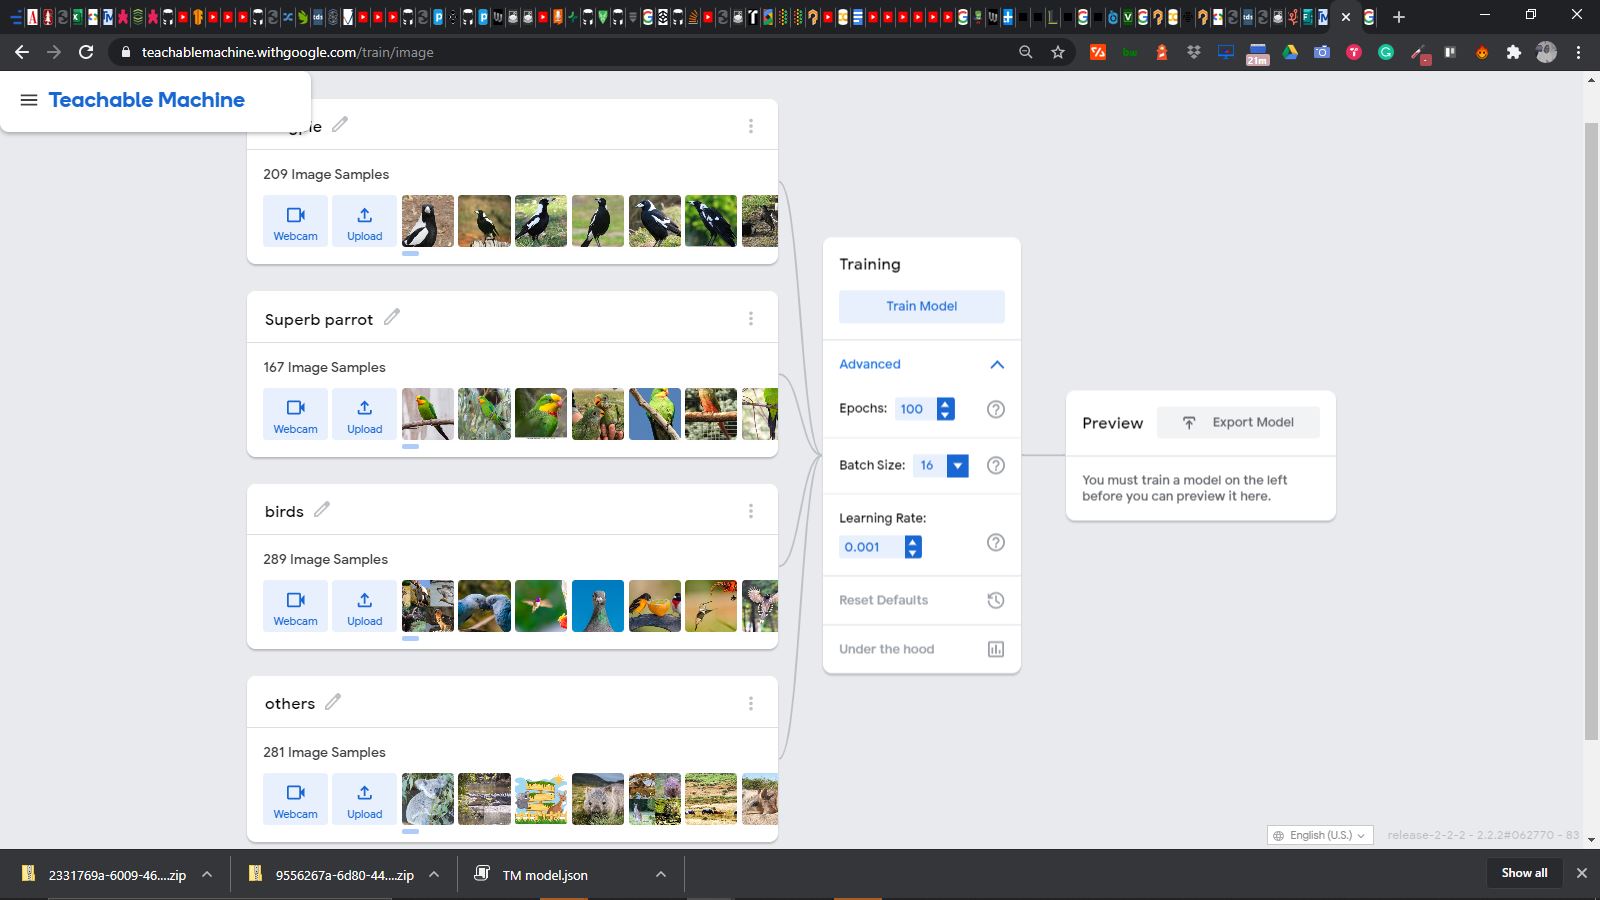 teachablemachine.withgoogle.com/train/image
21m
Teachable Machine
gpie
209 Image Samples
Webcam
Upload
Superb parrot
167 Image Samples
Webcam
Upload
birds
289 Image Samples
Webcam
Upload
others
281 Image Samples
Webcam
Upload
Training
Train Model
Advanced
Epochs: 100
Batch Size: 16
Learning Rate:
0.001
Reset Defaults
Under the hood
Preview
Export Model
You must train a model on the left
before you can preview it here.
English (U.S.)
release-2-2-2 - 2.2.2#062770 - 83
2331769a-6009-46....zip
9556267a-6d80-44....zip
TM model.json
Show all